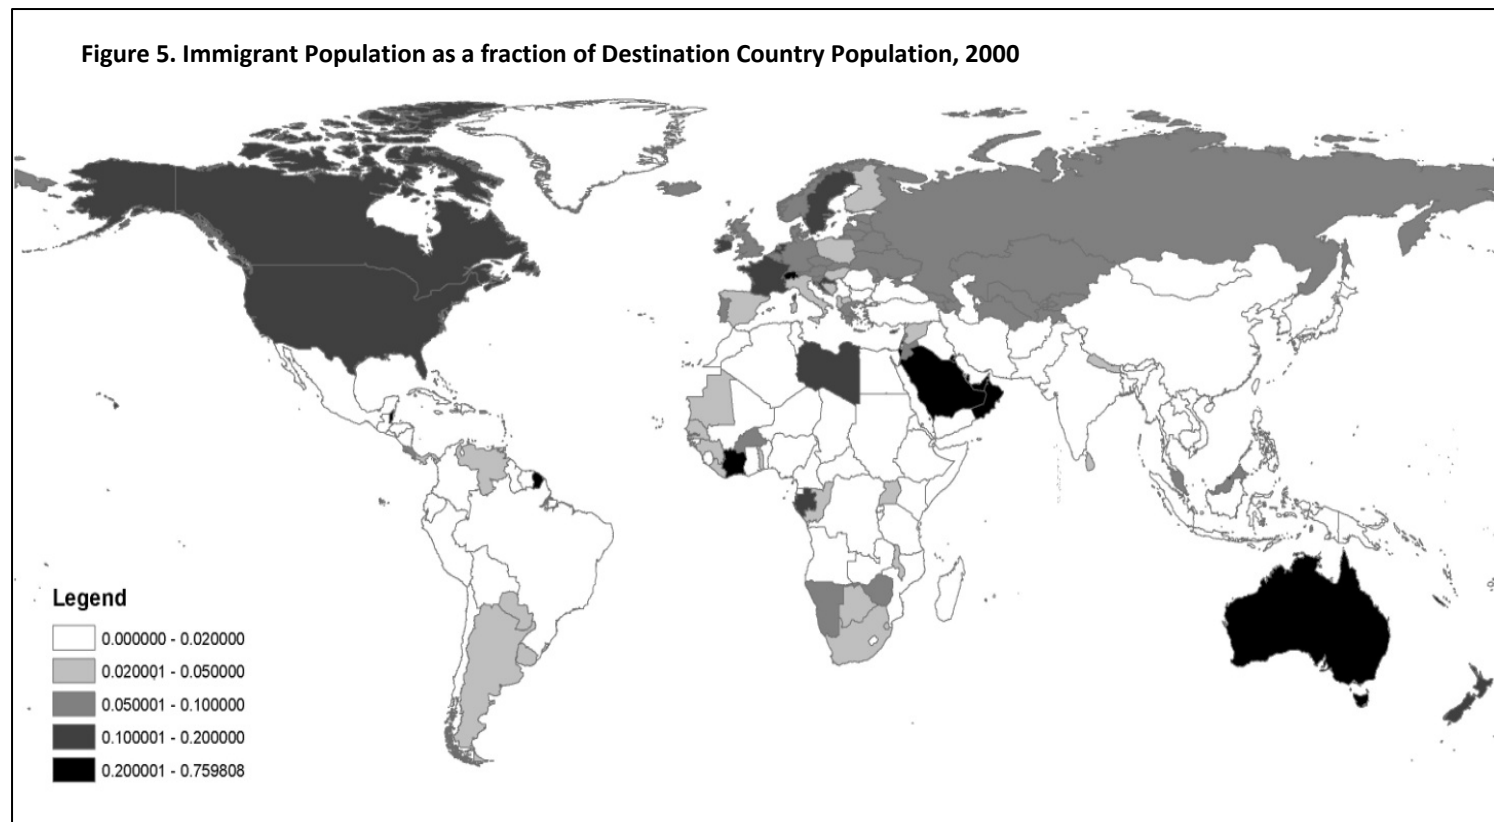 Figure 5. Immigrant Population as a fraction of Destination Country Population, 2000
Legend
0.000000 - 0.020000
0.020001 - 0.050000
0.050001 - 0.100000
0.100001 - 0.200000
0.200001 - 0.759808